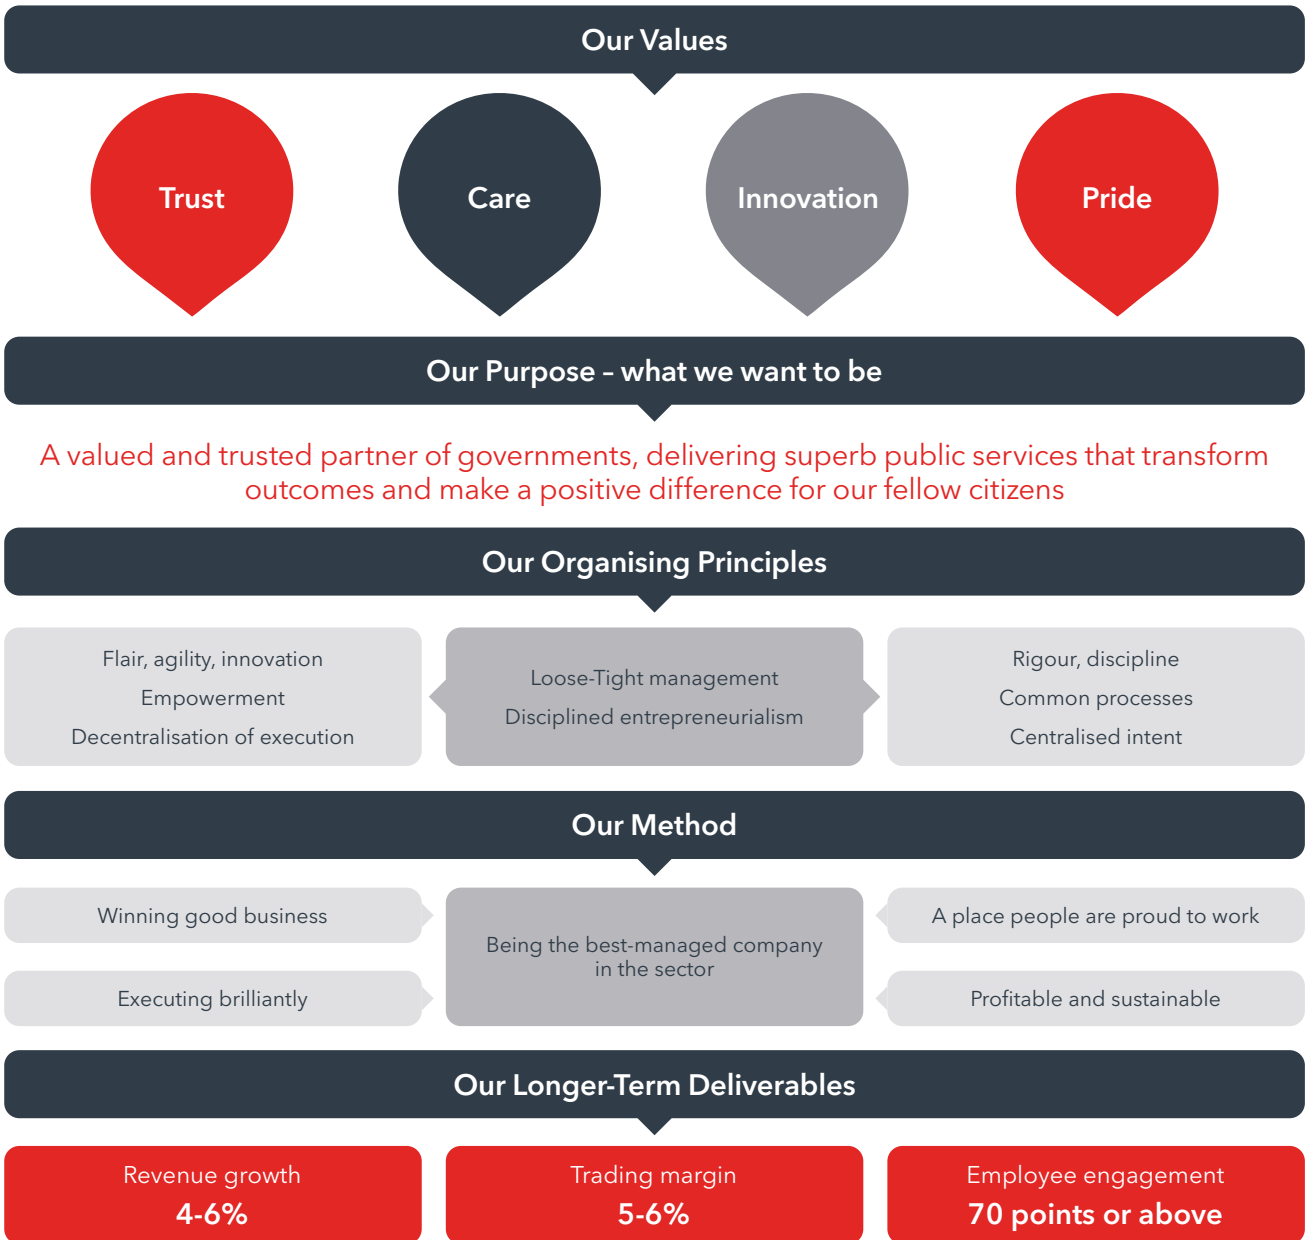 Our Values
Trust
Care
Innovation
Pride
Our Purpose – what we want to be
A valued and trusted partner of governments, delivering superb public services that transform
outcomes and make a positive difference for our fellow citizens
Our Organising Principles
Flair, agility, innovation
Empowerment
Decentralisation of execution
Loose-Tight management
Disciplined entrepreneurialism
Rigour, discipline
Common processes
Centralised intent
Our Method
Winning good business
Executing brilliantly
Being the best-managed company
in the sector
A place people are proud to work
Profitable and sustainable
Our Longer-Term Deliverables
Revenue growth
4-6%
Trading margin
5-6%
Employee engagement
70 points or above